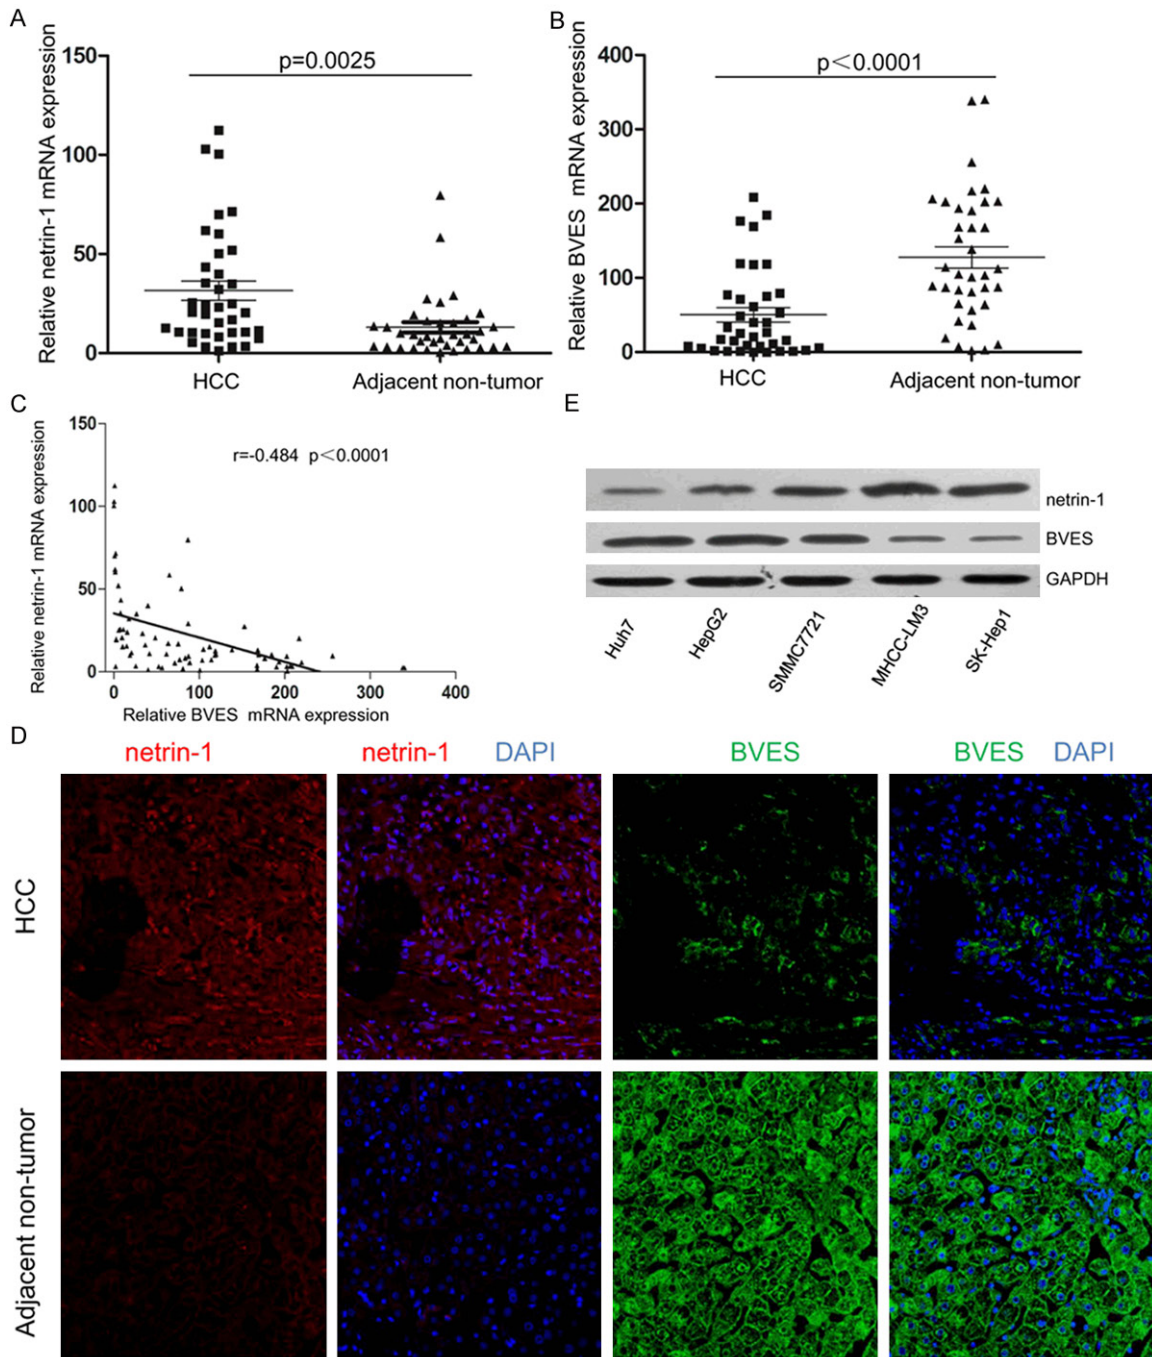 A
Relative netrin-1 mRNA expression
150
100
50
0
p=0.0025
HCC
Adjacent non-tumor
B
Relative BVES mRNA expression
400
300
200
100
0
p<0.0001
HCC
Adjacent non-tumor
C
Relative netrin-1 mRNA expression
150
100
50
0
r=-0.484 p<0.0001
0 100 200 300 400
Relative BVES mRNA expression
E
netrin-1
BVES
GAPDH
Huh7
HepG2
SMMC7721
MHCC-LM3
SK-Hep1
D
netrin-1
netrin-1 DAPI
BVES
BVES DAPI
HCC
Adjacent non-tumor